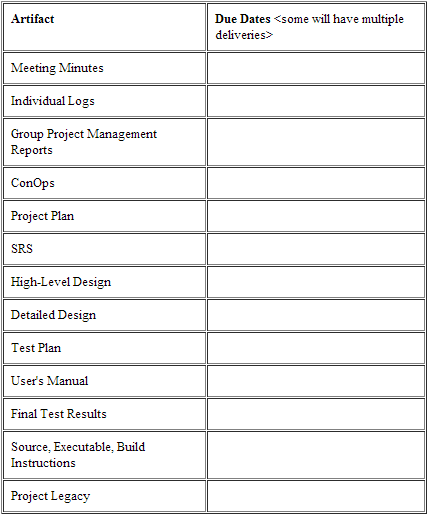 Artifact
Due Dates <some will have multiple
deliveries>
Meeting Minutes
Individual Logs
Group Project Management
Reports
ConOps
Project Plan
SRS
High-Level Design
Detailed Design
Test Plan
User's Manual
Final Test Results
Source, Executable, Build
Instructions
Project Legacy